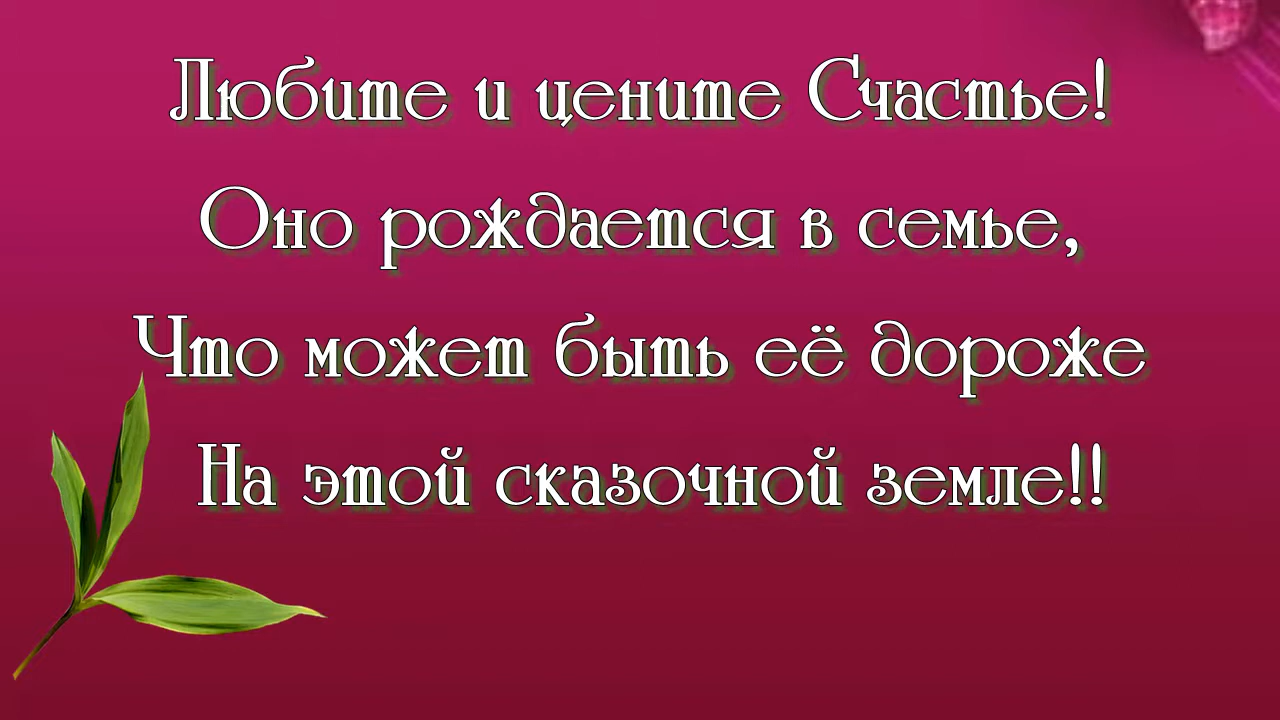 Любите и цените Счастье!
Оно рождается в семье,
Что может быть её дороже
На этой сказочной земле!!